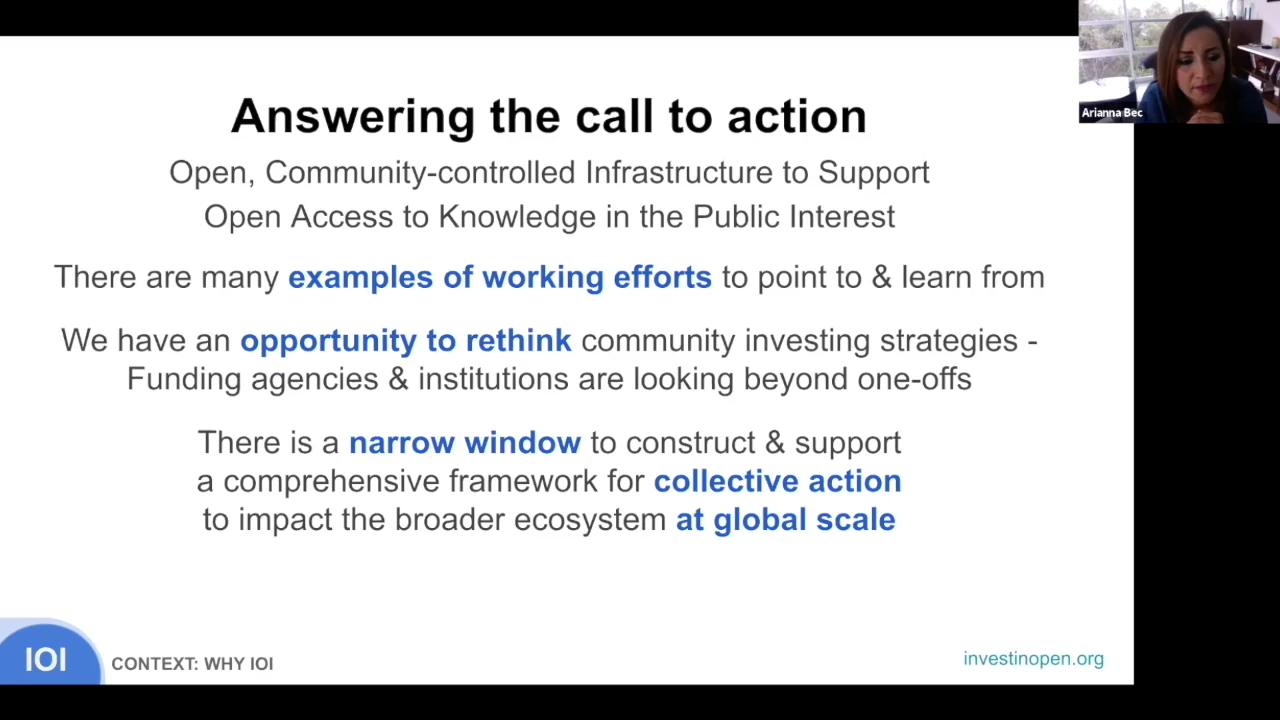 Answering the call to action
Open, Community-controlled Infrastructure to Support
Open Access to Knowledge in the Public Interest
There are many examples of working efforts to point to & learn from
We have an opportunity to rethink community investing strategies -
Funding agencies & institutions are looking beyond one-offs
There is a narrow window to construct & support
a comprehensive framework for collective action
to impact the broader ecosystem at global scale
IOI
CONTEXT: WHY IOI
investinopen.org
Arianna Bec